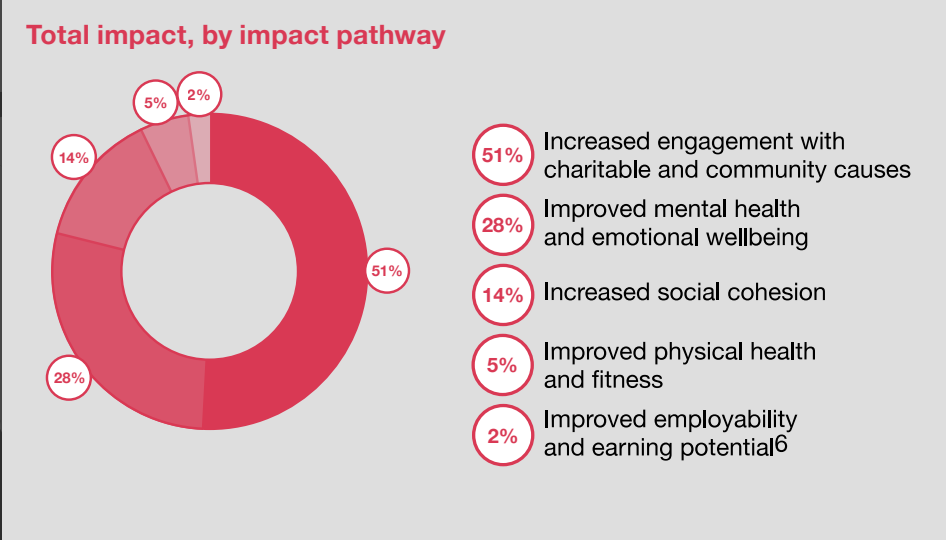 Total impact, by impact pathway
5%
2%
14%
51%
28%
51%
Increased engagement with
charitable and community causes
28%
Improved mental health
and emotional wellbeing
14%
Increased social cohesion
5%
Improved physical health
and fitness
2%
Improved employability
and earning potential6